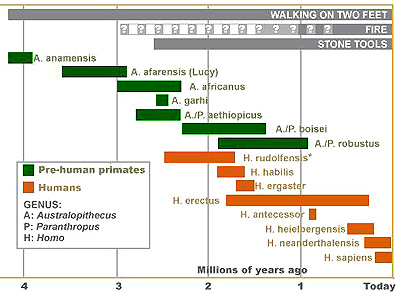 WALKING ON TWO FEET
? ? ? ? ? ? ? ? ? ? ? FIRE
STONE TOOLS
A. anamensis
A. afarensis (Lucy)
A. africanus
A. garhi
A./P. aethiopicus
A./P. boisei
A./P. robustus
H. rudolfensis*
H. habilis
H. ergaster
H. erectus
H. antecessor
H. heielbergensis
H. neanderthalensis
H. sapiens
Pre-human primates
Humans
GENUS:
A: Australopithecus
P: Paranthropus
H: Homo
Millions of years ago
4 3 2 1 Today